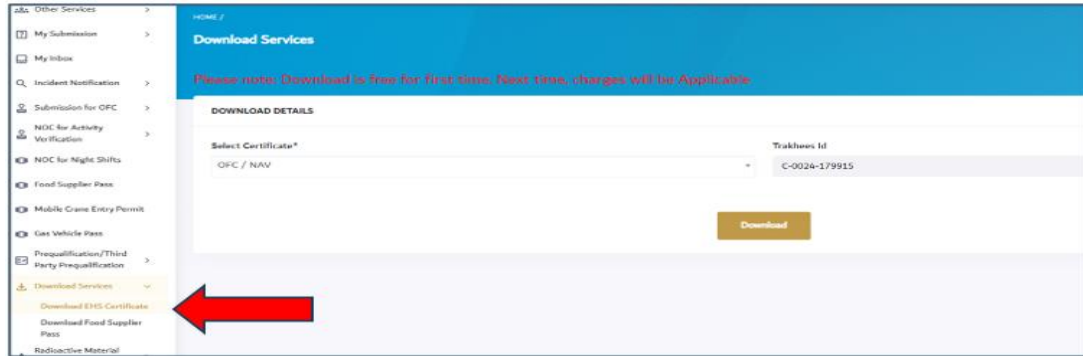 Other Services
My Submission
My Inbox
Incident Notification
Submission for OFC
NOC for Activity
Verification
NOC for Night Shifts
Food Supplier Pass
Mobile Crane Entry Permit
Gas Vehicle Pass
Prequalification/Third
Party Prequalification
Download Services
Download EHS Certificate
Download Food Supplier
Pass
Radioactive Material
HOME /
Download Services
Please note: Download is free for first time. Next time, charges will be Applicable
DOWNLOAD DETAILS
Select Certificate*
Trakhees Id
OFC / NAV
C-0024-179915
Download